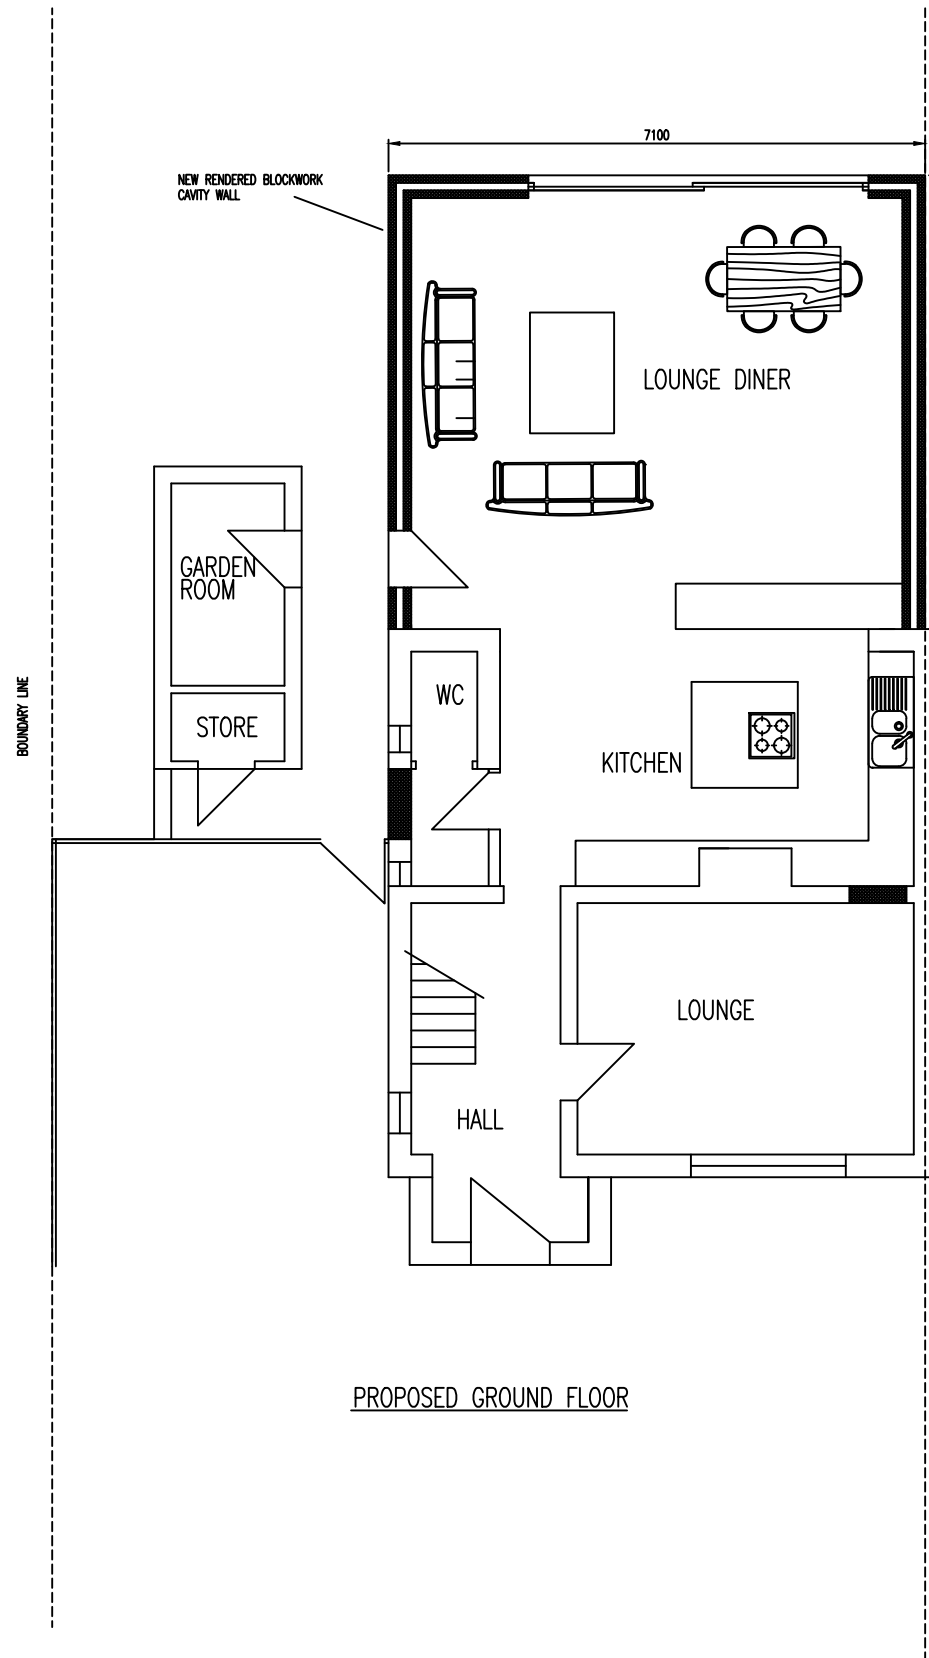 7100
NEW RENDERED BLOCKWORK
CAVITY WALL
LOUNGE DINER
GARDEN
ROOM
WC
STORE
KITCHEN
BOUNDARY LINE
LOUNGE
HALL
PROPOSED GROUND FLOOR